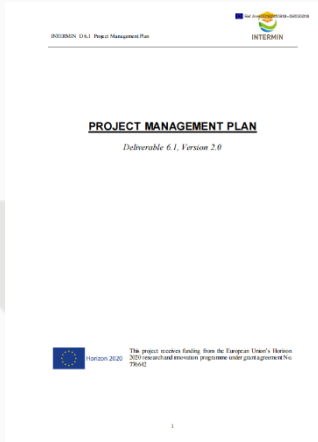 INTERMIN D 6.1 Project Management Plan
INTERMIN
PROJECT MANAGEMENT PLAN
Deliverable 6.1, Version 2.0
Horizon 2020
This project receives funding from the European Union's Horizon
2020 research and innovation programme under grant agreement No.
776642
1